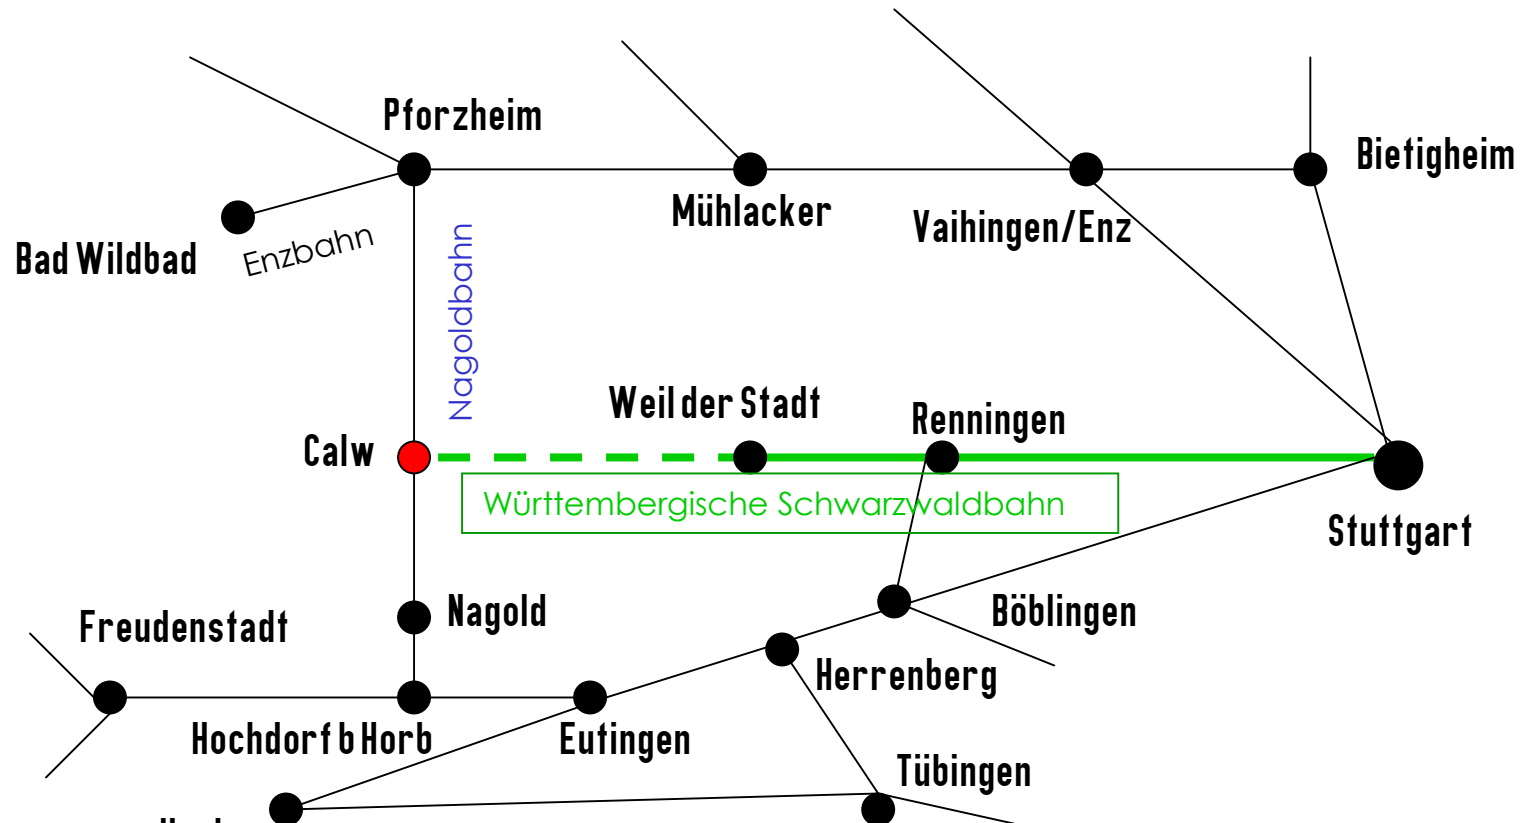 Pforzheim
Bietigheim
Mühlacker
Vaihingen/Enz
Bad Wildbad
Enzbahn
Nagoldbahn
Weil der Stadt
Renningen
Calw
Württembergische Schwarzwaldbahn
Stuttgart
Nagold
Böblingen
Freudenstadt
Herrenberg
Hochdorf b Horb
Eutingen
Tübingen